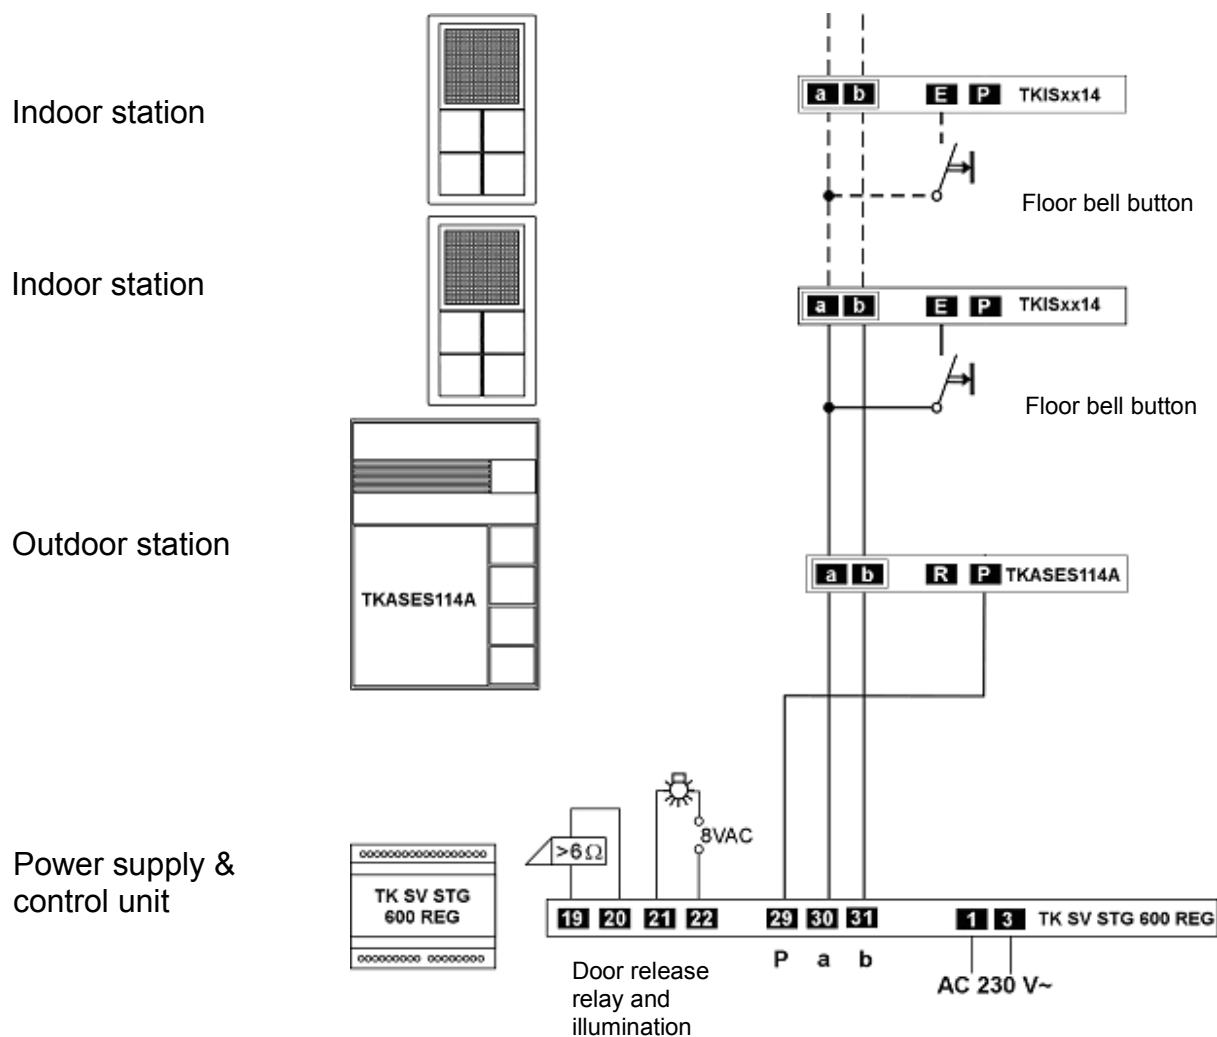 Indoor station
a b E P TKISxx14
Floor bell button
Indoor station
a b E P TKISxx14
Floor bell button
Outdoor station
TKASES114A
a b R P TKASES114A
Power supply &
control unit
TK SV STG
600 REG
>6Ω
8VAC
19 20 21 22 29 30 31 1 3 TK SV STG 600 REG
P a b
AC 230 V~
Door release
relay and
illumination